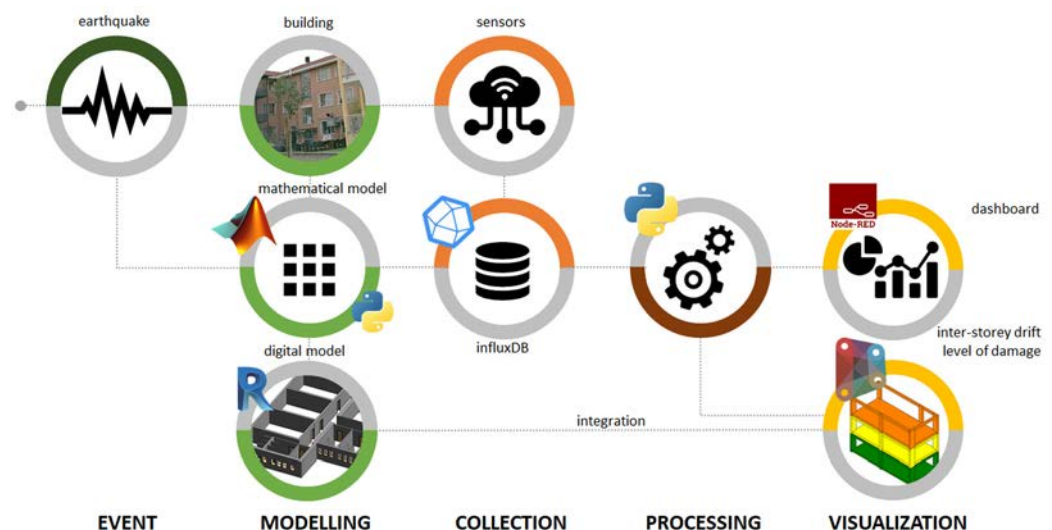 earthquake
building
sensors
mathematical model
Node-RED
dashboard
digital model
influxDB
inter-storey drift
level of damage
R
integration
EVENT
MODELLING
COLLECTION
PROCESSING
VISUALIZATION